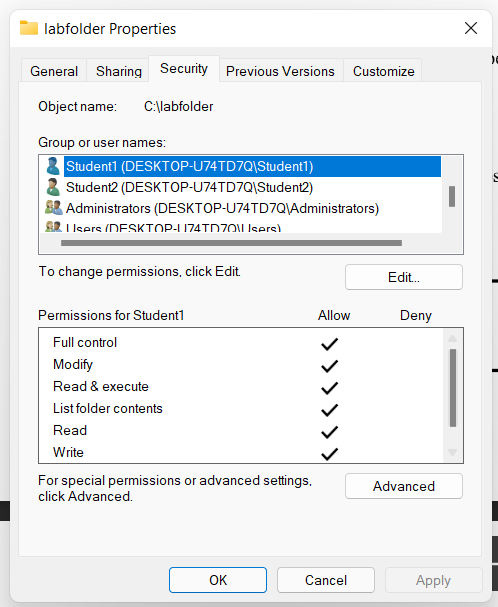 labfolder Properties
General Sharing Security Previous Versions Customize
Object name: C:\labfolder
Group or user names:
Student1 (DESKTOP-U74TD7Q\Student1)
Student2 (DESKTOP-U74TD7Q\Student2)
Administrators (DESKTOP-U74TD7Q\Administrators)
Users (DESKTOP-U74TD7Q\Users)
To change permissions, click Edit.
Edit...
Permissions for Student1 Allow Deny
Full control
Modify
Read & execute
List folder contents
Read
Write
For special permissions or advanced settings,
click Advanced.
Advanced
OK Cancel Apply